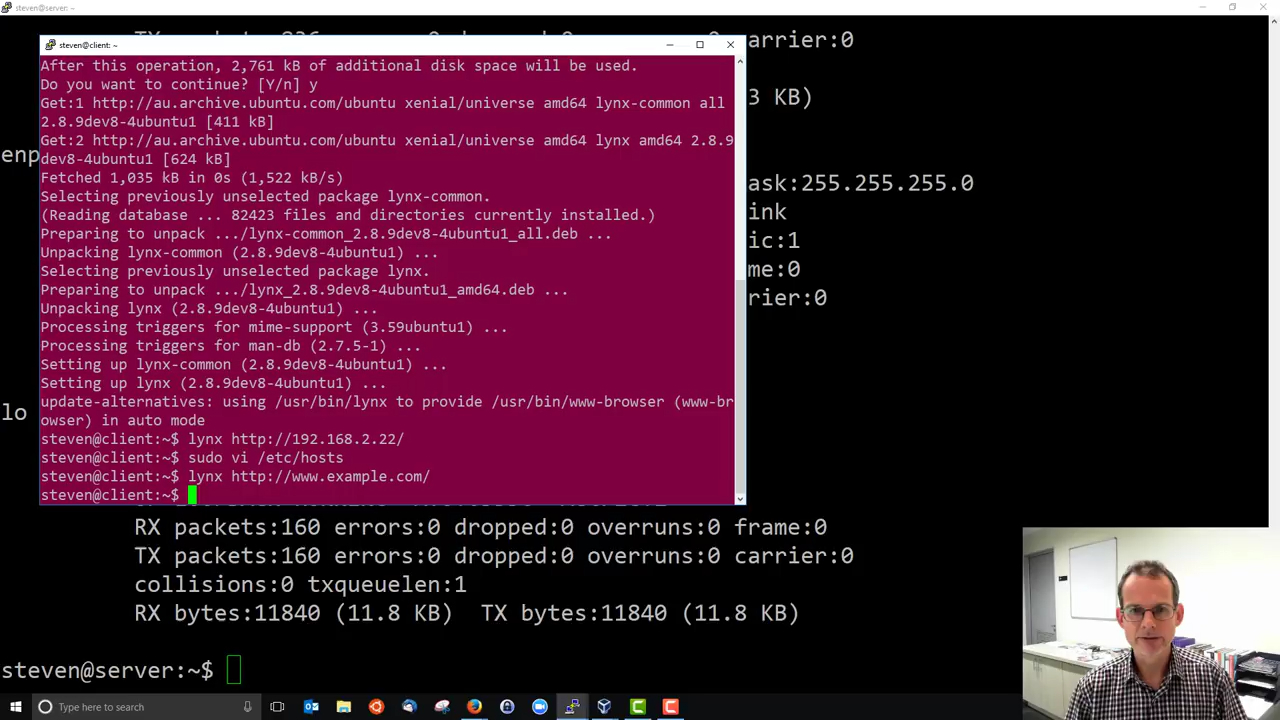 steven@server: ~
steven@client: ~
carrier:0
After this operation, 2,761 kB of additional disk space will be used.
Do you want to continue? [Y/n] y
Get:1 http://au.archive.ubuntu.com/ubuntu xenial/universe amd64 lynx-common all
3 KB)
2.8.9dev8-4ubuntu1 [411 kB]
Get:2 http://au.archive.ubuntu.com/ubuntu xenial/universe amd64 lynx amd64 2.8.9
enp
dev8-4ubuntu1 [624 kB]
Fetched 1,035 kB in 0s (1,522 kB/s)
ask:255.255.255.0
Selecting previously unselected package lynx-common.
(Reading database ... 82423 files and directories currently installed.)
ink
Preparing to unpack .../lynx-common_2.8.9dev8-4ubuntu1_all.deb ...
ic:1
Unpacking lynx-common (2.8.9dev8-4ubuntu1) ...
Selecting previously unselected package lynx.
me:0
Preparing to unpack .../lynx_2.8.9dev8-4ubuntu1_amd64.deb ...
rier:0
Unpacking lynx (2.8.9dev8-4ubuntu1) ...
Processing triggers for mime-support (3.59ubuntu1) ...
Processing triggers for man-db (2.7.5-1) ...
Setting up lynx-common (2.8.9dev8-4ubuntu1) ...
Setting up lynx (2.8.9dev8-4ubuntu1) ...
update-alternatives: using /usr/bin/lynx to provide /usr/bin/www-browser (www-br
lo
owser) in auto mode
steven@client:~$ lynx http://192.168.2.22/
steven@client:~$ sudo vi /etc/hosts
steven@client:~$ lynx http://www.example.com/
steven@client:~$
RX packets:160 errors:0 dropped:0 overruns:0 frame:0
TX packets:160 errors:0 dropped:0 overruns:0 carrier:0
collisions:0 txqueuelen:1
RX bytes:11840 (11.8 KB)  TX bytes:11840 (11.8 KB)
steven@server:~$
Type here to search